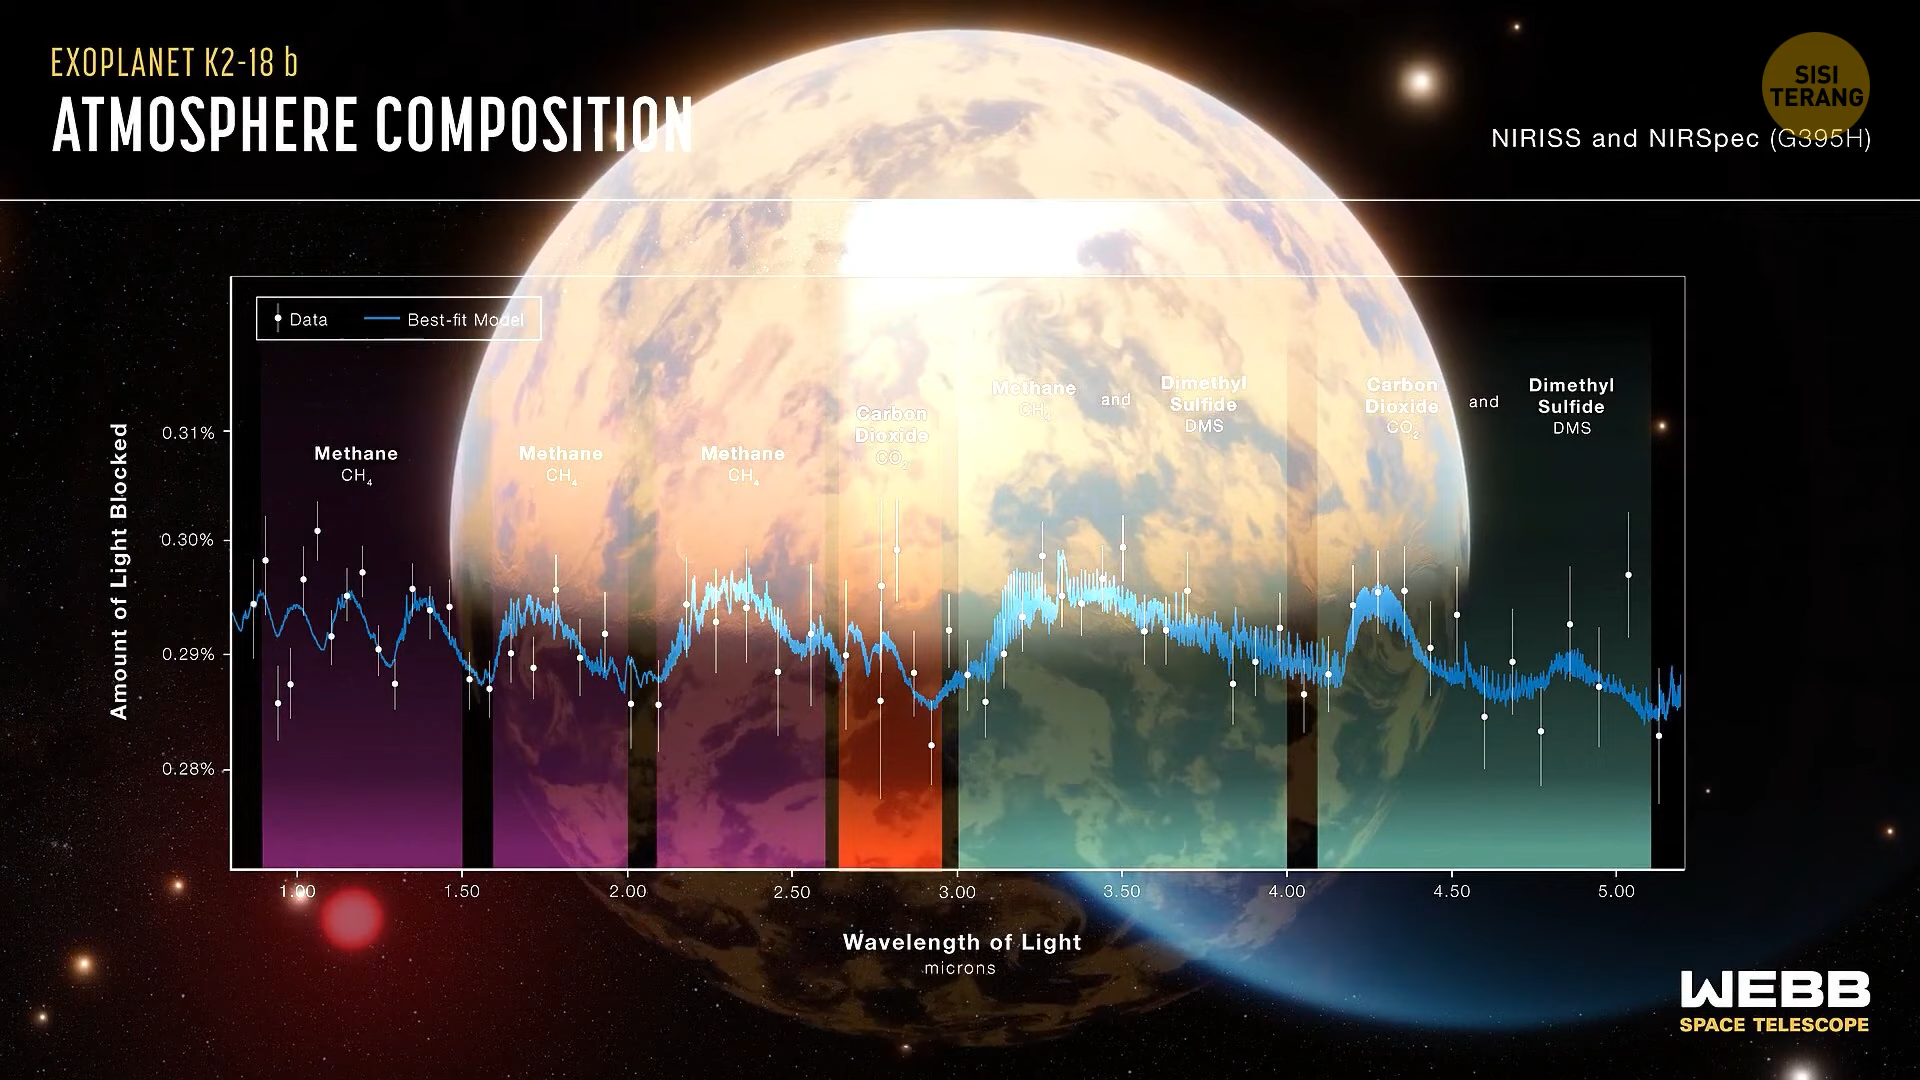 EXOPLANET K2-18 b
ATMOSPHERE COMPOSITION
SISI
TERANG
NIRISS and NIRSpec (G395H)
Data
Best-fit Model
Methane
CH₄
Methane
CH₄
Methane
CH₄
Carbon
Dioxide
CO₂
Methane
CH₄
and
Dimethyl
Sulfide
DMS
Carbon
Dioxide
CO₂
and
Dimethyl
Sulfide
DMS
Amount of Light Blocked
0.31%
0.30%
0.29%
0.28%
1.00 1.50 2.00 2.50 3.00 3.50 4.00 4.50 5.00
Wavelength of Light
microns
WEBB
SPACE TELESCOPE